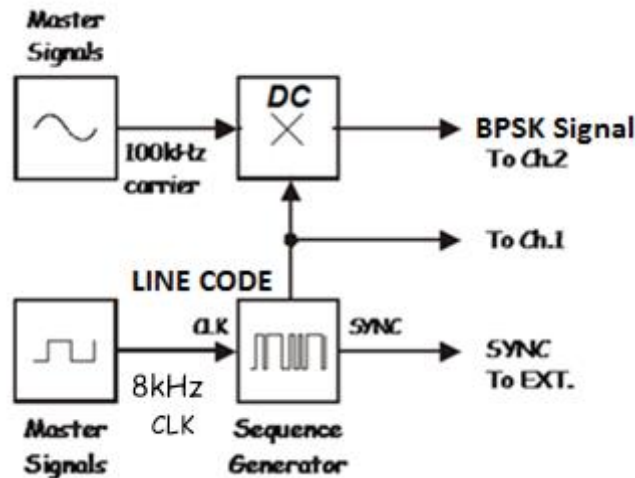 Master
Signals
DC
BPSK Signal
To Ch.2
100kHz
carrier
To Ch.1
LINE CODE
CLK
SYNC
SYNC
To EXT.
8kHz
CLK
Master
Signals
Sequence
Generator